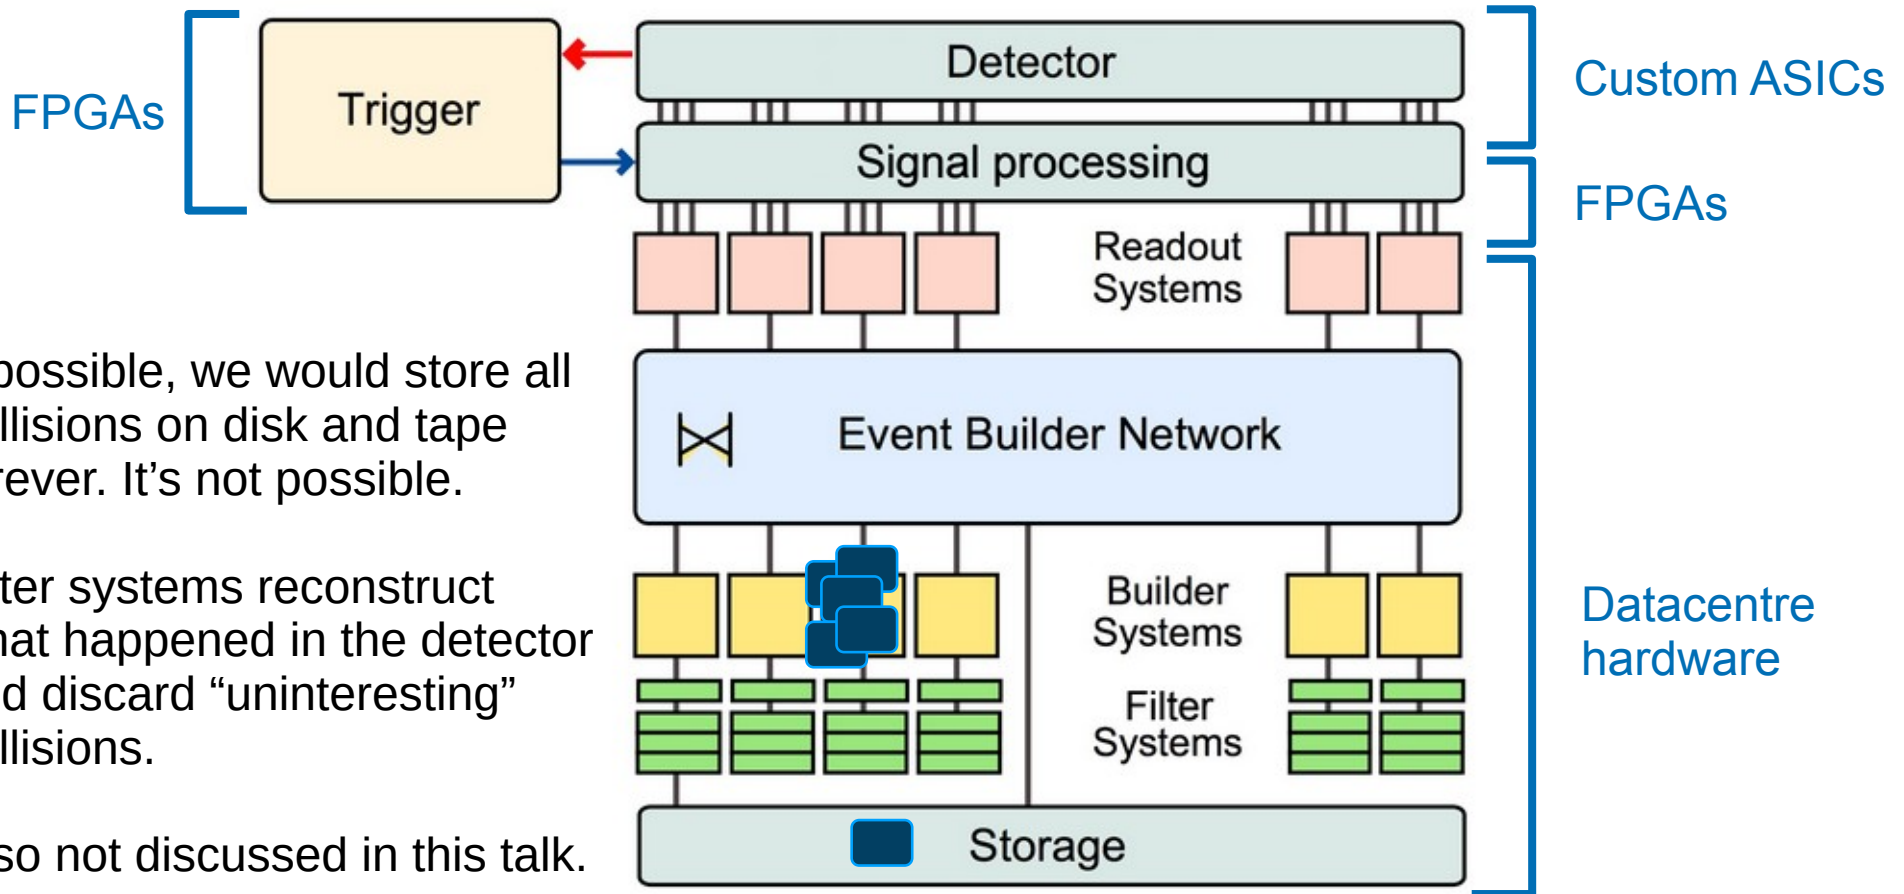 FPGAs
Trigger
Detector
Custom ASICs
Signal processing
FPGAs
Readout
Systems
possible, we would store all
llisions on disk and tape
rever. It’s not possible.
Event Builder Network
ter systems reconstruct
hat happened in the detector
d discard “uninteresting”
llisions.
Builder
Systems
Datacentre
hardware
Filter
Systems
so not discussed in this talk.
Storage